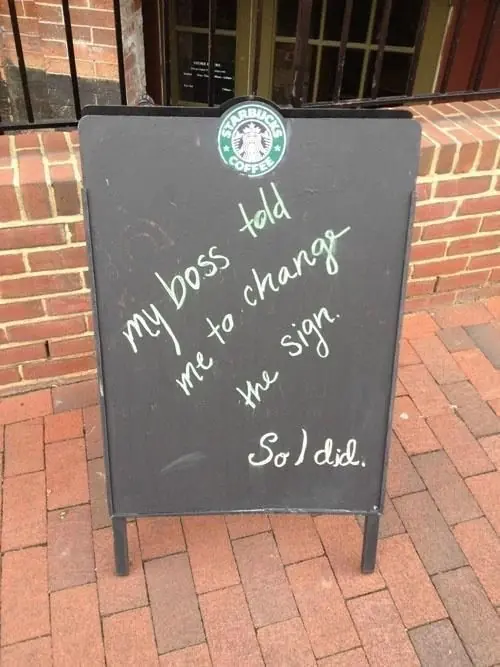 STARBUCKS
COFFEE
my boss told
me to change
the sign.
So I did.